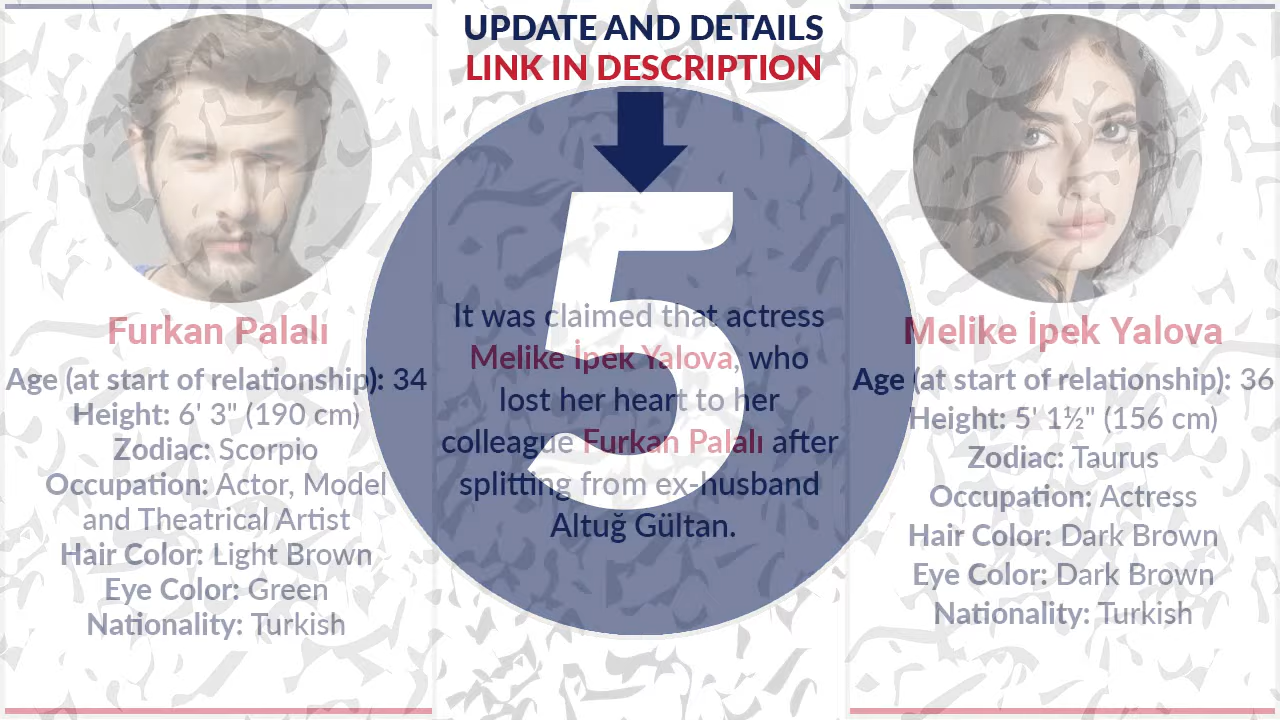 UPDATE AND DETAILS
LINK IN DESCRIPTION
5
Furkan Palalı
Age (at start of relationship): 34
Height: 6' 3" (190 cm)
Zodiac: Scorpio
Occupation: Actor, Model
and Theatrical Artist
Hair Color: Light Brown
Eye Color: Green
Nationality: Turkish
It was claimed that actress
Melike İpek Yalova, who
lost her heart to her
colleague Furkan Palalı after
splitting from ex-husband
Altuğ Gültan.
Melike İpek Yalova
Age (at start of relationship): 36
Height: 5' 1½" (156 cm)
Zodiac: Taurus
Occupation: Actress
Hair Color: Dark Brown
Eye Color: Dark Brown
Nationality: Turkish